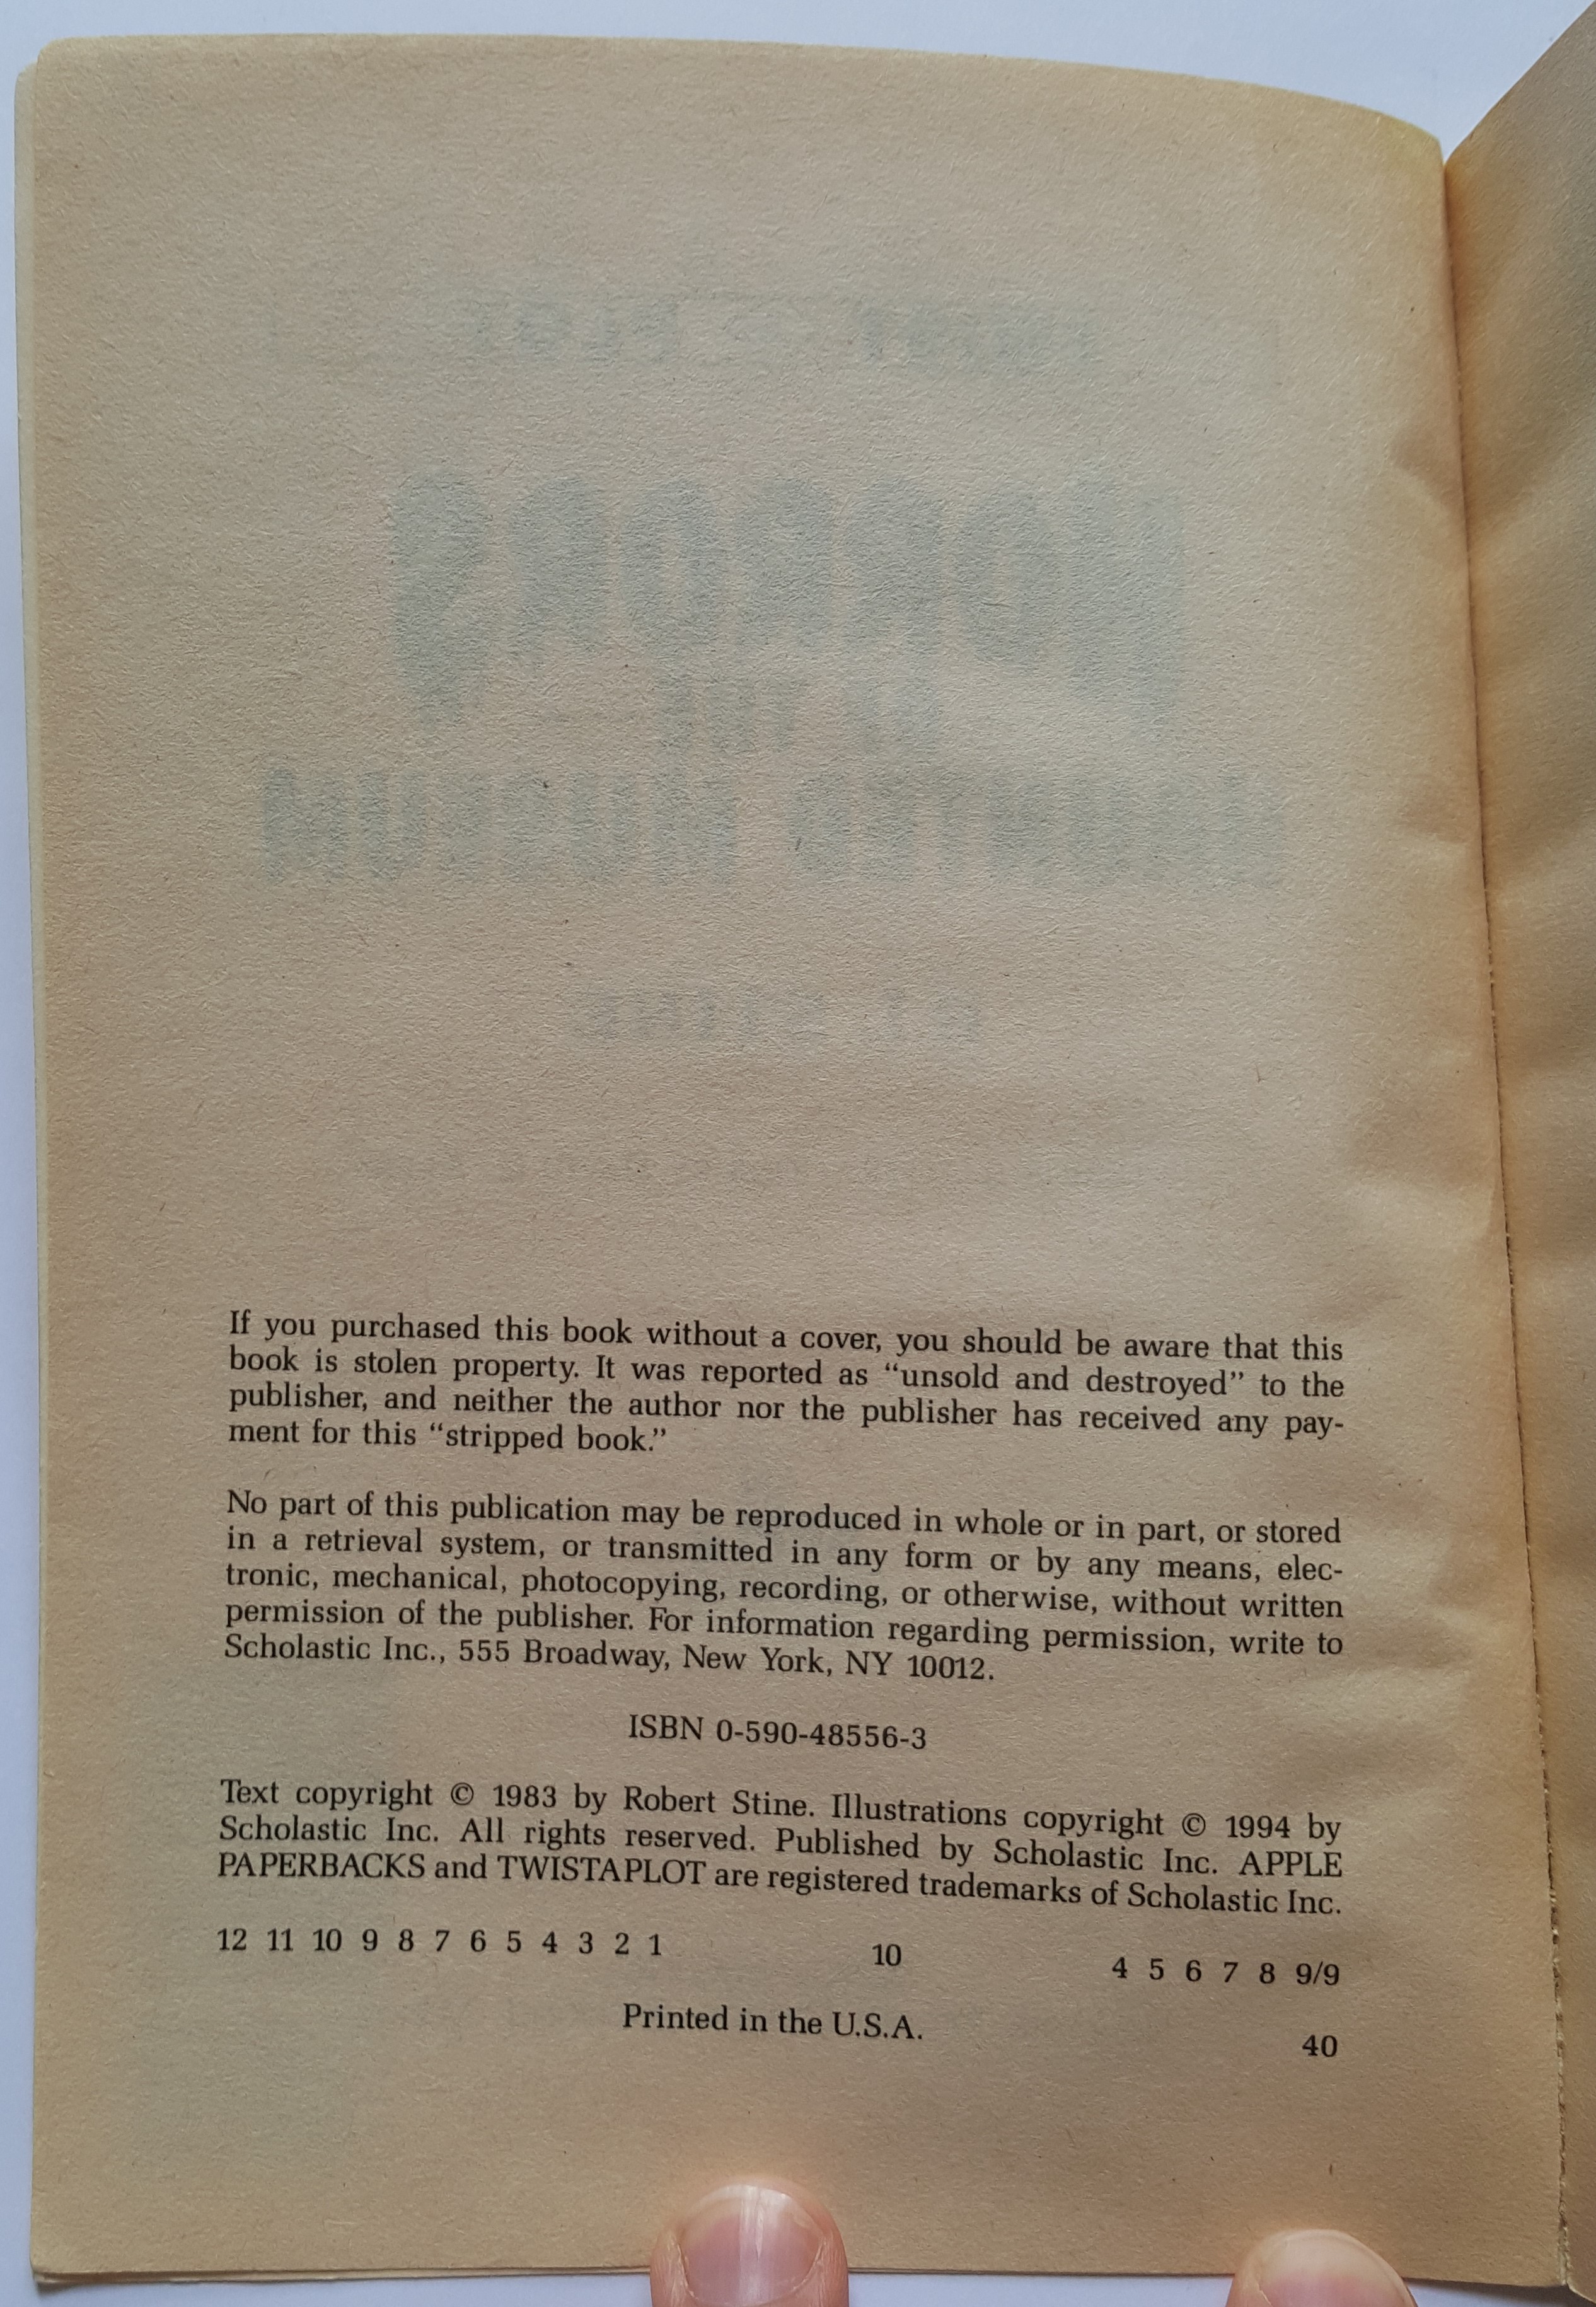 If you purchased this book without a cover, you should be aware that this
book is stolen property. It was reported as “unsold and destroyed” to the
publisher, and neither the author nor the publisher has received any pay-
ment for this “stripped book.”
No part of this publication may be reproduced in whole or in part, or stored
in a retrieval system, or transmitted in any form or by any means, elec-
tronic, mechanical, photocopying, recording, or otherwise, without written
permission of the publisher. For information regarding permission, write to
Scholastic Inc., 555 Broadway, New York, NY 10012.
ISBN 0-590-48556-3
Text copyright © 1983 by Robert Stine. Illustrations copyright © 1994 by
Scholastic Inc. All rights reserved. Published by Scholastic Inc. APPLE
PAPERBACKS and TWISTAPLOT are registered trademarks of Scholastic Inc.
12 11 10 9 8 7 6 5 4 3 2 1 10 4 5 6 7 8 9/9
Printed in the U.S.A. 40